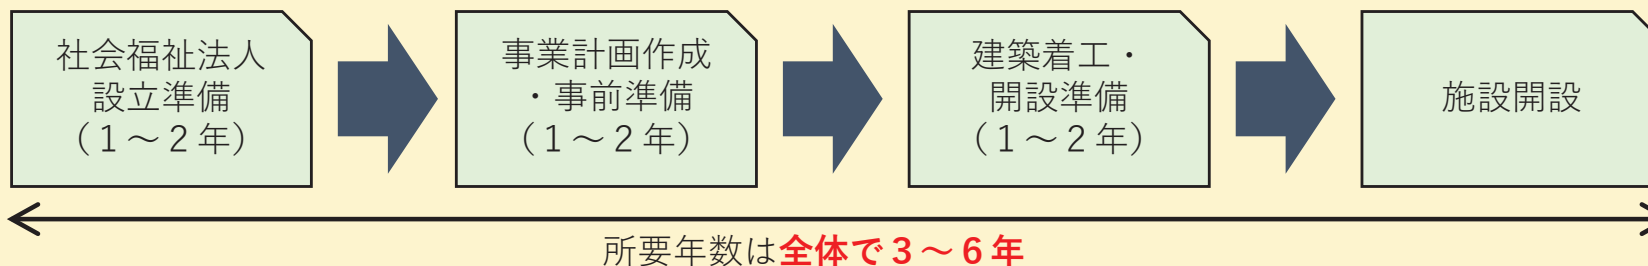 社会福祉法人
設立準備
（１～２年）
事業計画作成
・事前準備
（１～２年）
建築着工・
開設準備
（１～２年）
施設開設
所要年数は全体で３～６年